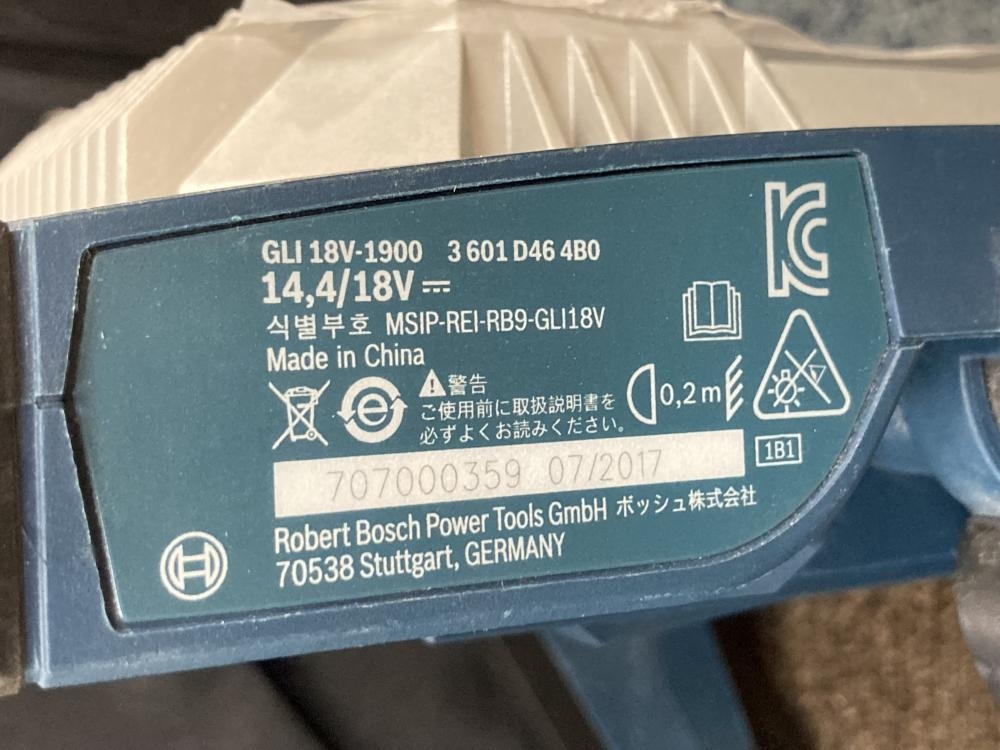 GLI 18V-1900 3 601 D46 4B0
14,4/18V
식별부호 MSIP-REI-RB9-GLI18V
Made in China
警告
ご使用前に取扱説明書を
必ずよくお読みください。
0,2 m
1B1
707000359 07/2017
Robert Bosch Power Tools GmbH ボッシュ株式会社
70538 Stuttgart, GERMANY